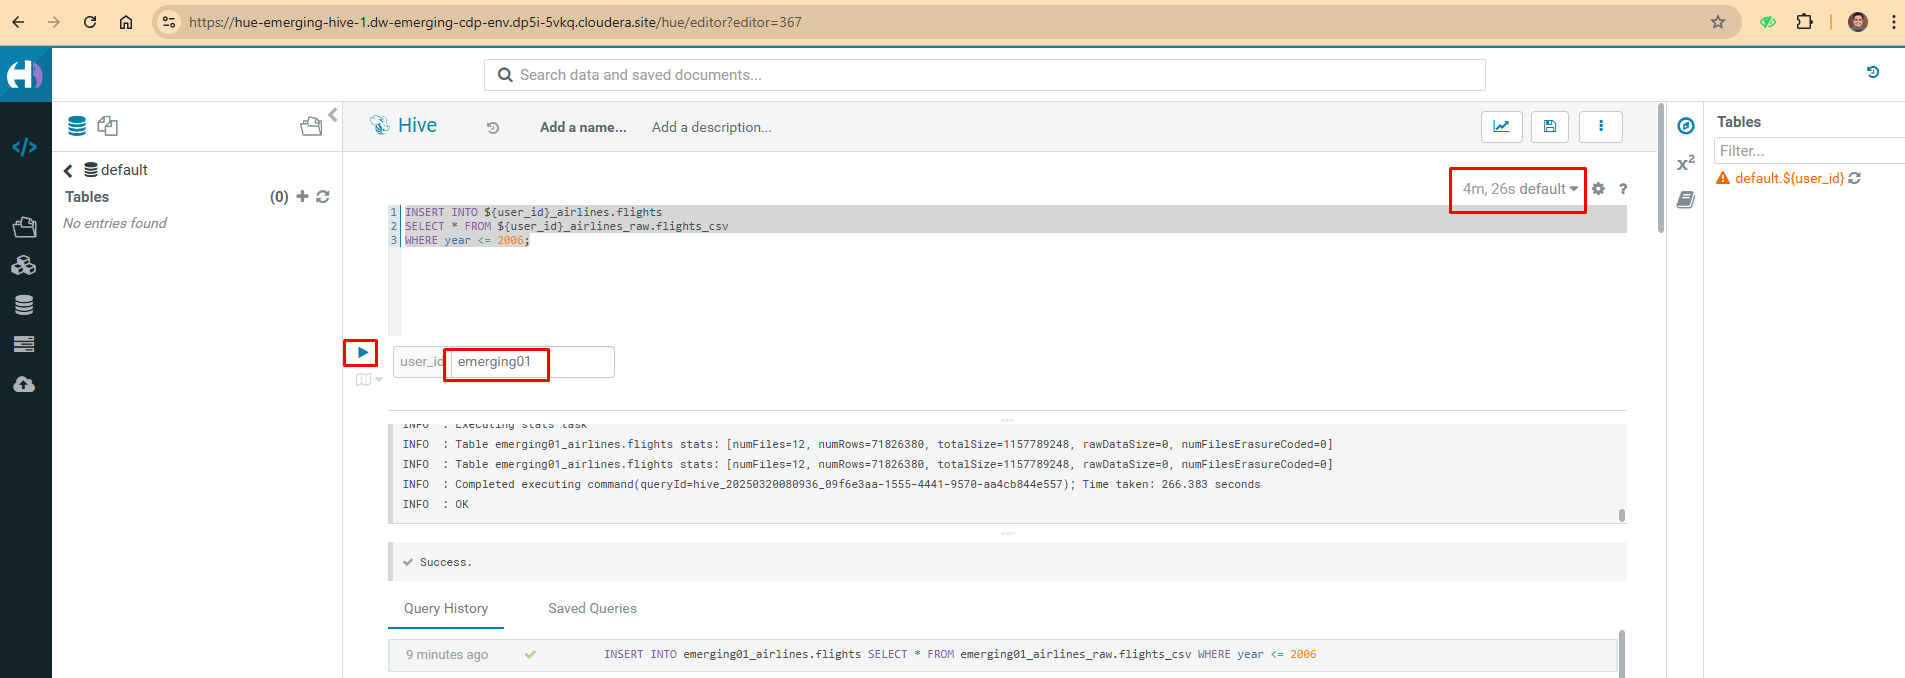 https://hue-emerging-hive-1.dw-emerging-cdp-env.dp5i-5vkq.cloudera.site/hue/editor?editor=367
Search data and saved documents...
Hive
Add a name...
Add a description...
default
Tables
(0)
No entries found
4m, 26s default
?
1 INSERT INTO ${user_id}_airlines.flights
2 SELECT * FROM ${user_id}_airlines_raw.flights_csv
3 WHERE year <= 2006;
user_id
emerging01
INFO  : Executing stats task
INFO  : Table emerging01_airlines.flights stats: [numFiles=12, numRows=71826380, totalSize=1157789248, rawDataSize=0, numFilesErasureCoded=0]
INFO  : Table emerging01_airlines.flights stats: [numFiles=12, numRows=71826380, totalSize=1157789248, rawDataSize=0, numFilesErasureCoded=0]
INFO  : Completed executing command(queryId=hive_20250320080936_09f6e3aa-1555-4441-9570-aa4cb844e557); Time taken: 266.383 seconds
INFO  : OK
Success.
Query History
Saved Queries
9 minutes ago
INSERT INTO emerging01_airlines.flights SELECT * FROM emerging01_airlines_raw.flights_csv WHERE year <= 2006
x²
Tables
Filter...
default.${user_id}